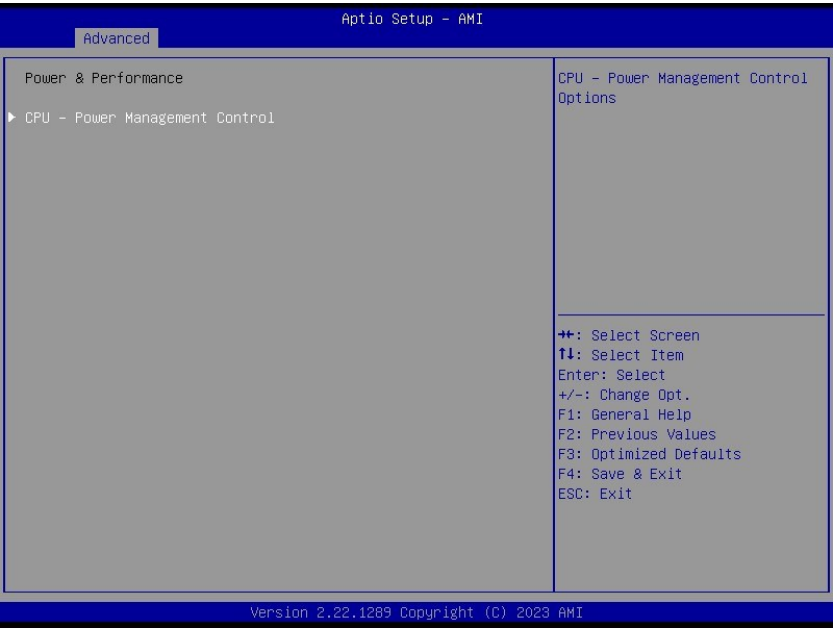 Aptio Setup – AMI
Advanced
Power & Performance
▶ CPU – Power Management Control
CPU – Power Management Control
Options
→←: Select Screen
↑↓: Select Item
Enter: Select
+/-: Change Opt.
F1: General Help
F2: Previous Values
F3: Optimized Defaults
F4: Save & Exit
ESC: Exit
Version 2.22.1289 Copyright (C) 2023 AMI